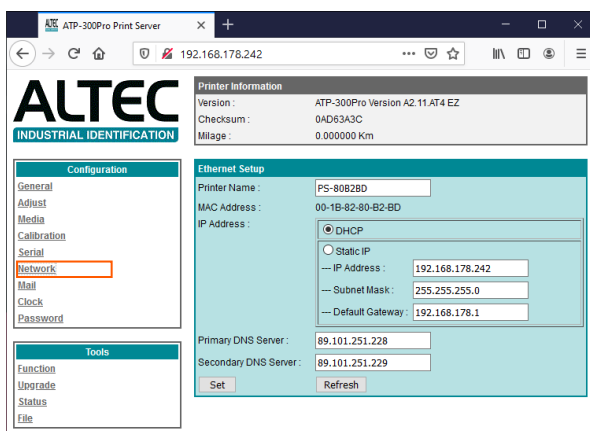 ATP-300Pro Print Server
192.168.178.242
ALTEC
INDUSTRIAL IDENTIFICATION
Printer Information
Version : ATP-300Pro Version A2.11.AT4 EZ
Checksum : 0AD63A3C
Milage : 0.000000 Km
Configuration
General
Adjust
Media
Calibration
Serial
Network
Mail
Clock
Password
Tools
Function
Upgrade
Status
File
Ethernet Setup
Printer Name : PS-80B2BD
MAC Address : 00-1B-82-80-B2-BD
IP Address : DHCP
Static IP
--- IP Address : 192.168.178.242
--- Subnet Mask : 255.255.255.0
--- Default Gateway : 192.168.178.1
Primary DNS Server : 89.101.251.228
Secondary DNS Server : 89.101.251.229
Set Refresh